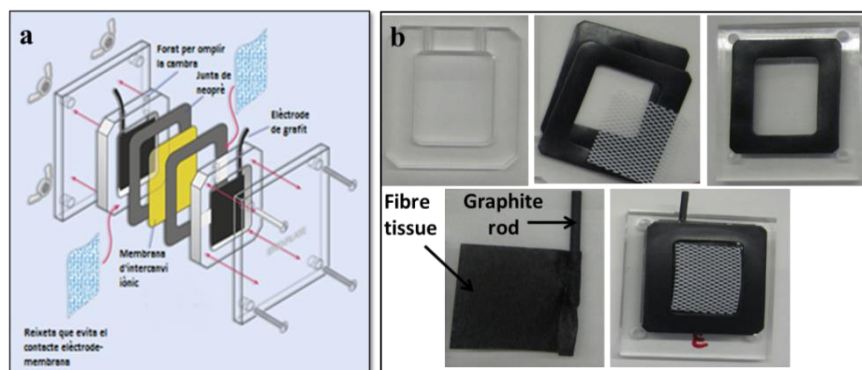 a
Forat per omplir
la cambra
Junta de
neoprè
Elèctrode
de grafit
Membrana
d'intercanvi
iònic
Reixeta que evita el
contacte elèctrode-
membrana
b
Fibre
tissue
Graphite
rod